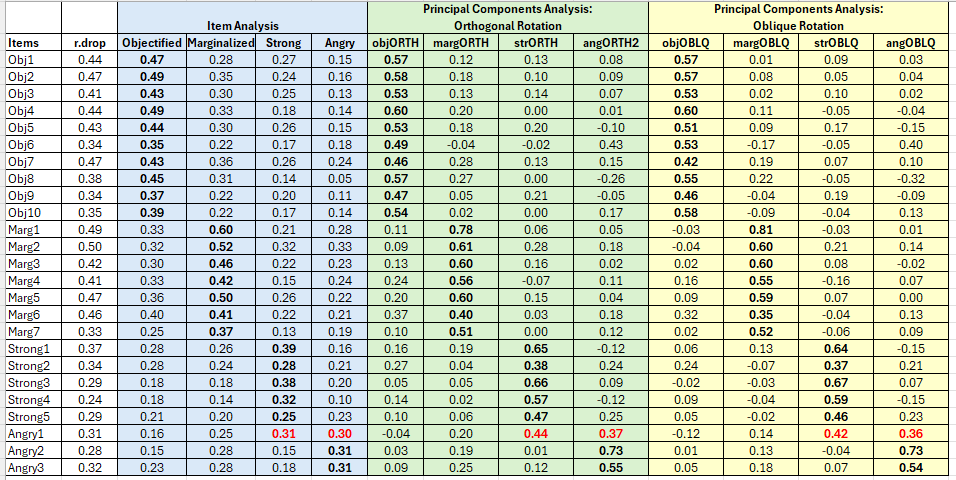 Principal Components Analysis: Principal Components Analysis:
Item Analysis Orthogonal Rotation Oblique Rotation
Items r.drop Objectified Marginalized Strong Angry objORTH margORTH strORTH angORTH2 objOBLQ margOBLQ strOBLQ angOBLQ
Obj1 0.44 0.47 0.28 0.27 0.15 0.57 0.12 0.13 0.08 0.57 0.01 0.09 0.03
Obj2 0.47 0.49 0.35 0.24 0.16 0.58 0.18 0.10 0.09 0.57 0.08 0.05 0.04
Obj3 0.41 0.43 0.30 0.25 0.13 0.53 0.13 0.14 0.07 0.53 0.02 0.10 0.02
Obj4 0.44 0.49 0.33 0.18 0.14 0.60 0.20 0.00 0.01 0.60 0.11 -0.05 -0.04
Obj5 0.43 0.44 0.30 0.26 0.15 0.53 0.18 0.20 -0.10 0.51 0.09 0.17 -0.15
Obj6 0.34 0.35 0.22 0.17 0.18 0.49 -0.04 -0.02 0.43 0.53 -0.17 -0.05 0.40
Obj7 0.47 0.43 0.36 0.26 0.24 0.46 0.28 0.13 0.15 0.42 0.19 0.07 0.10
Obj8 0.38 0.45 0.31 0.14 0.05 0.57 0.27 0.00 -0.26 0.55 0.22 -0.05 -0.32
Obj9 0.34 0.37 0.22 0.20 0.11 0.47 0.05 0.21 -0.05 0.46 -0.04 0.19 -0.09
Obj10 0.35 0.39 0.22 0.17 0.14 0.54 0.02 0.00 0.17 0.58 -0.09 -0.04 0.13
Marg1 0.49 0.33 0.60 0.21 0.28 0.11 0.78 0.06 0.05 -0.03 0.81 -0.03 0.01
Marg2 0.50 0.32 0.52 0.32 0.33 0.09 0.61 0.28 0.18 -0.04 0.60 0.21 0.14
Marg3 0.42 0.30 0.46 0.22 0.23 0.13 0.60 0.16 0.02 0.02 0.60 0.08 -0.02
Marg4 0.41 0.33 0.42 0.15 0.24 0.24 0.56 -0.07 0.11 0.16 0.55 -0.16 0.07
Marg5 0.47 0.36 0.50 0.26 0.22 0.20 0.60 0.15 0.04 0.09 0.59 0.07 0.00
Marg6 0.46 0.40 0.41 0.22 0.21 0.37 0.40 0.03 0.18 0.32 0.35 -0.04 0.13
Marg7 0.33 0.25 0.37 0.13 0.19 0.10 0.51 0.00 0.12 0.02 0.52 -0.06 0.09
Strong1 0.37 0.28 0.26 0.39 0.16 0.16 0.19 0.65 -0.12 0.06 0.13 0.64 -0.15
Strong2 0.34 0.28 0.24 0.28 0.21 0.27 0.04 0.38 0.24 0.24 -0.07 0.37 0.21
Strong3 0.29 0.18 0.18 0.38 0.20 0.05 0.05 0.66 0.09 -0.02 -0.03 0.67 0.07
Strong4 0.24 0.18 0.14 0.32 0.10 0.14 0.02 0.57 -0.12 0.09 -0.04 0.59 -0.15
Strong5 0.29 0.21 0.20 0.25 0.23 0.10 0.06 0.47 0.25 0.05 -0.02 0.46 0.23
Angry1 0.31 0.16 0.25 0.31 0.30 -0.04 0.20 0.44 0.37 -0.12 0.14 0.42 0.36
Angry2 0.28 0.15 0.28 0.15 0.31 0.03 0.19 0.01 0.73 0.01 0.13 -0.04 0.73
Angry3 0.32 0.23 0.28 0.18 0.31 0.09 0.25 0.12 0.55 0.05 0.18 0.07 0.54